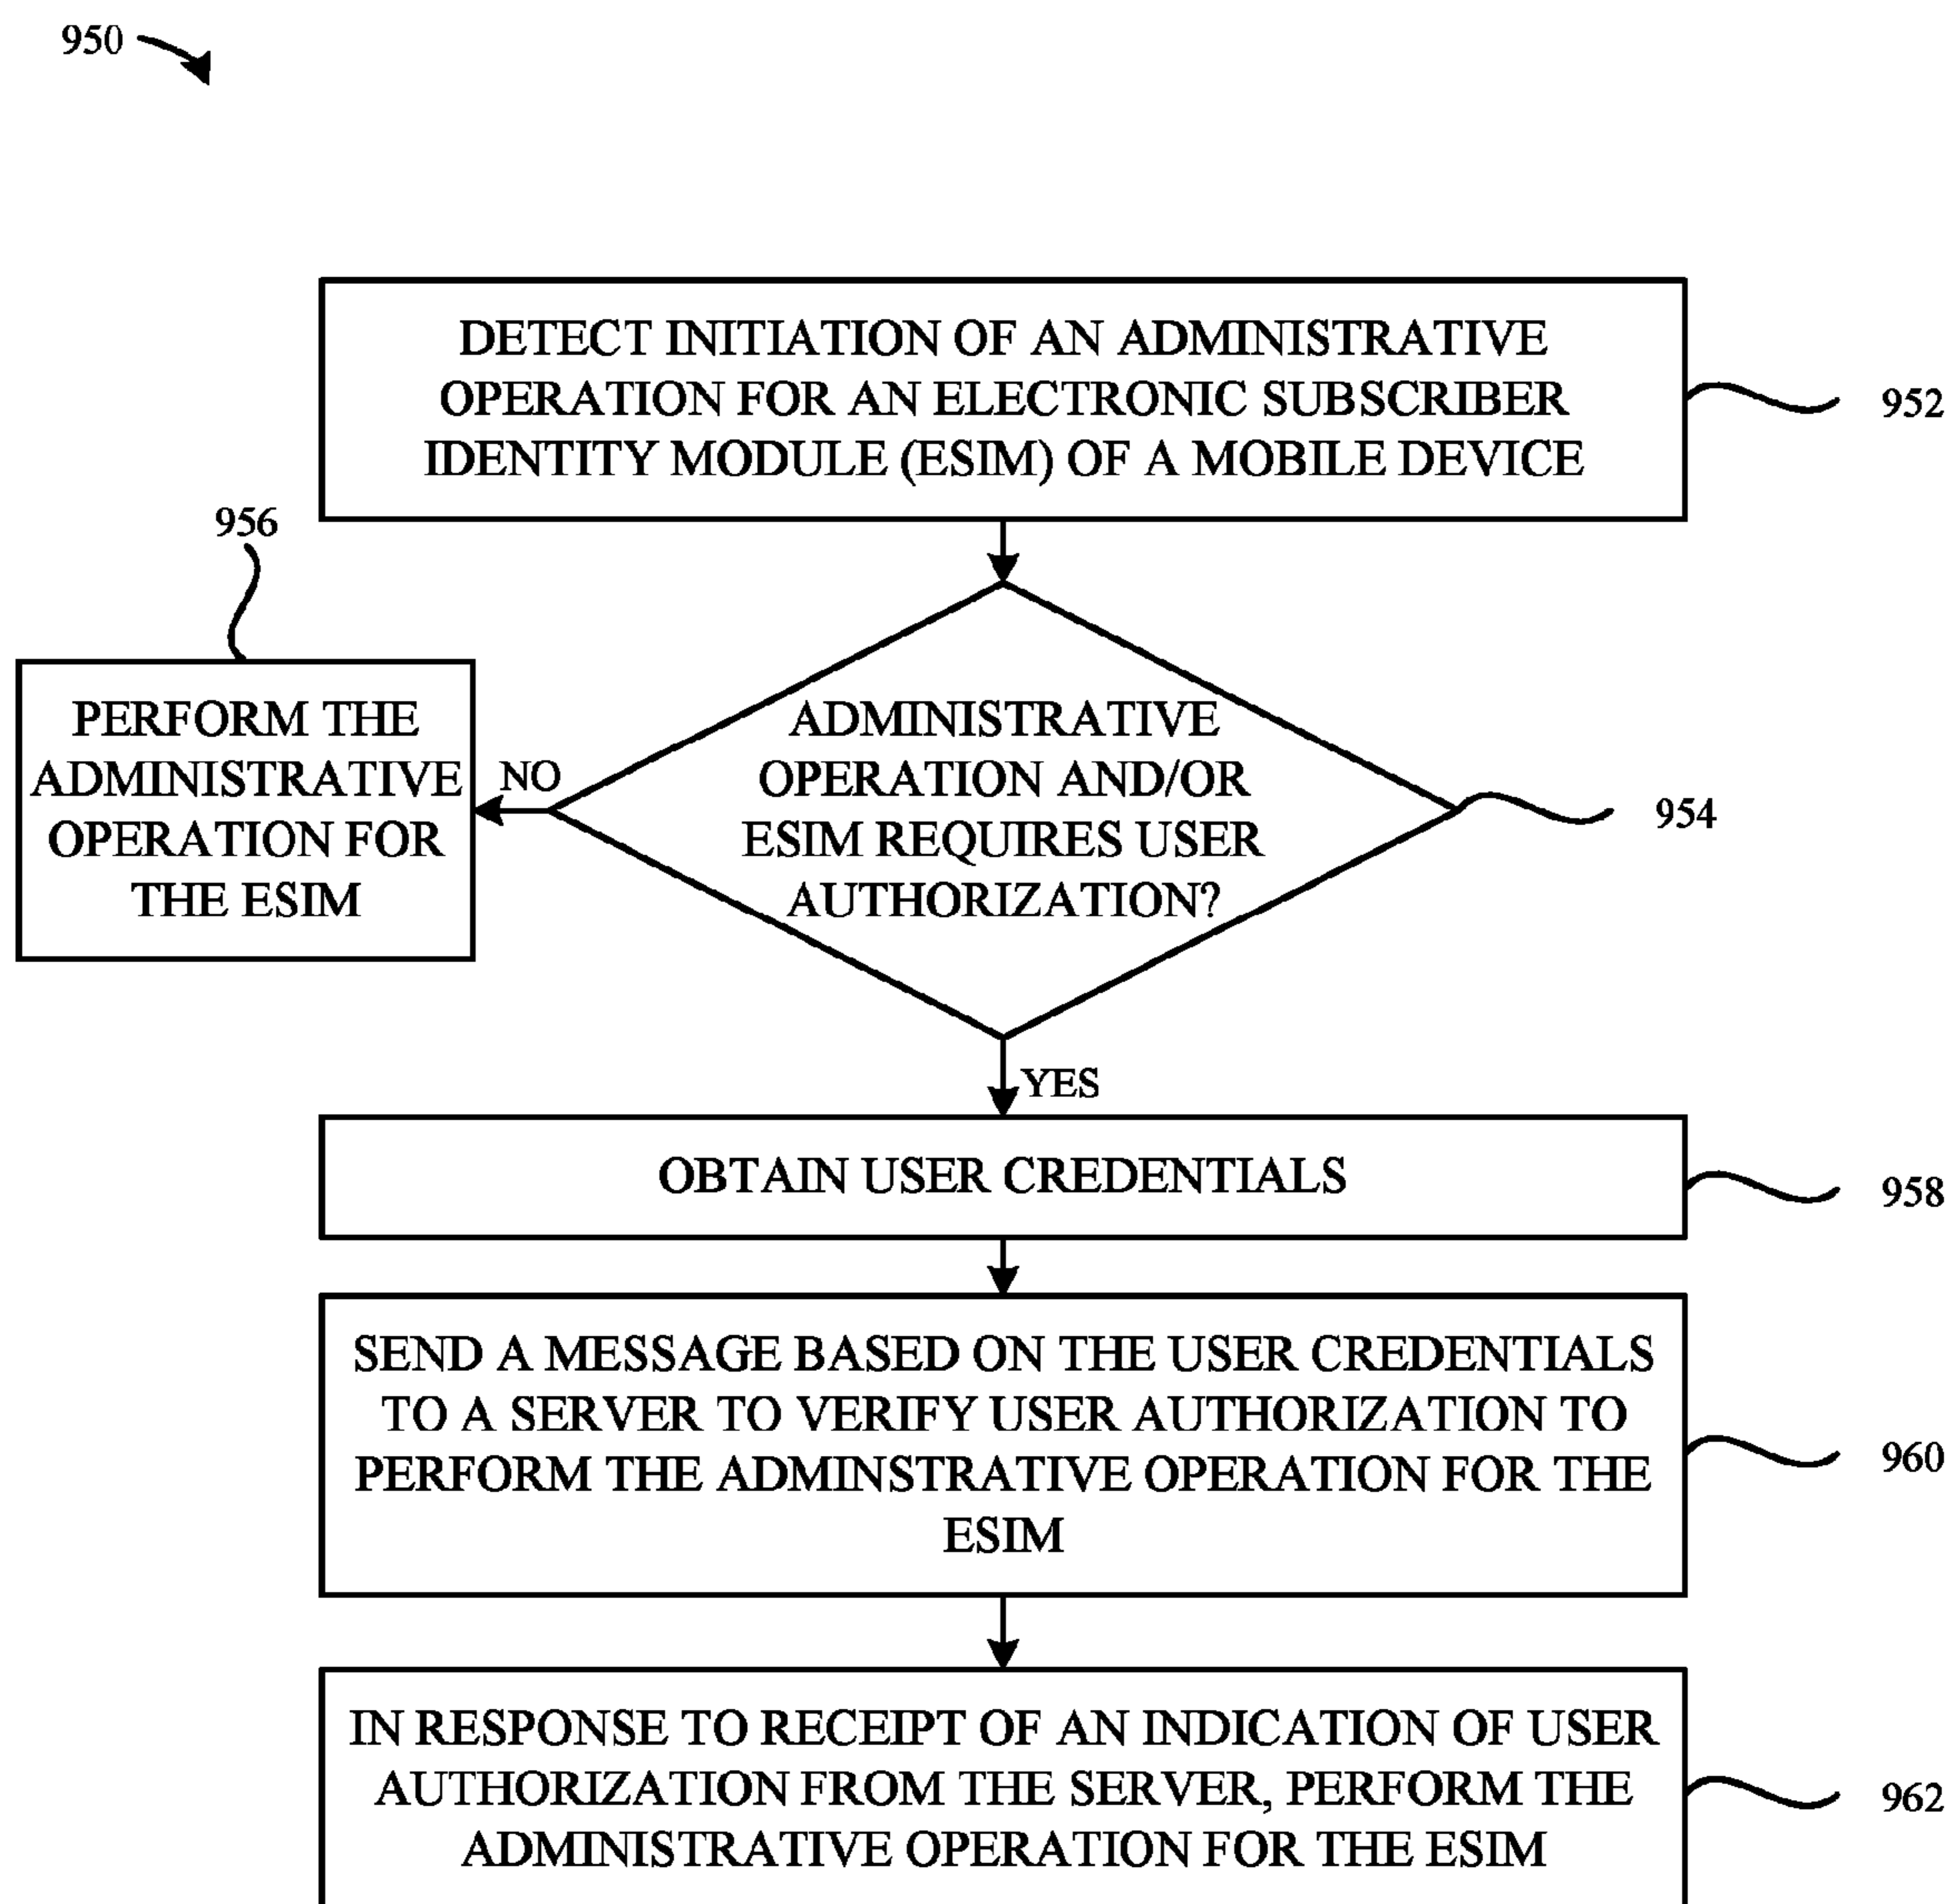 950
DETECT INITIATION OF AN ADMINISTRATIVE
OPERATION FOR AN ELECTRONIC SUBSCRIBER
IDENTITY MODULE (ESIM) OF A MOBILE DEVICE
952
956
PERFORM THE
ADMINISTRATIVE
OPERATION FOR
THE ESIM
NO
ADMINISTRATIVE
OPERATION AND/OR
ESIM REQUIRES USER
AUTHORIZATION?
954
YES
OBTAIN USER CREDENTIALS
958
SEND A MESSAGE BASED ON THE USER CREDENTIALS
TO A SERVER TO VERIFY USER AUTHORIZATION TO
PERFORM THE ADMINSTRATIVE OPERATION FOR THE
ESIM
960
IN RESPONSE TO RECEIPT OF AN INDICATION OF USER
AUTHORIZATION FROM THE SERVER, PERFORM THE
ADMINISTRATIVE OPERATION FOR THE ESIM
962